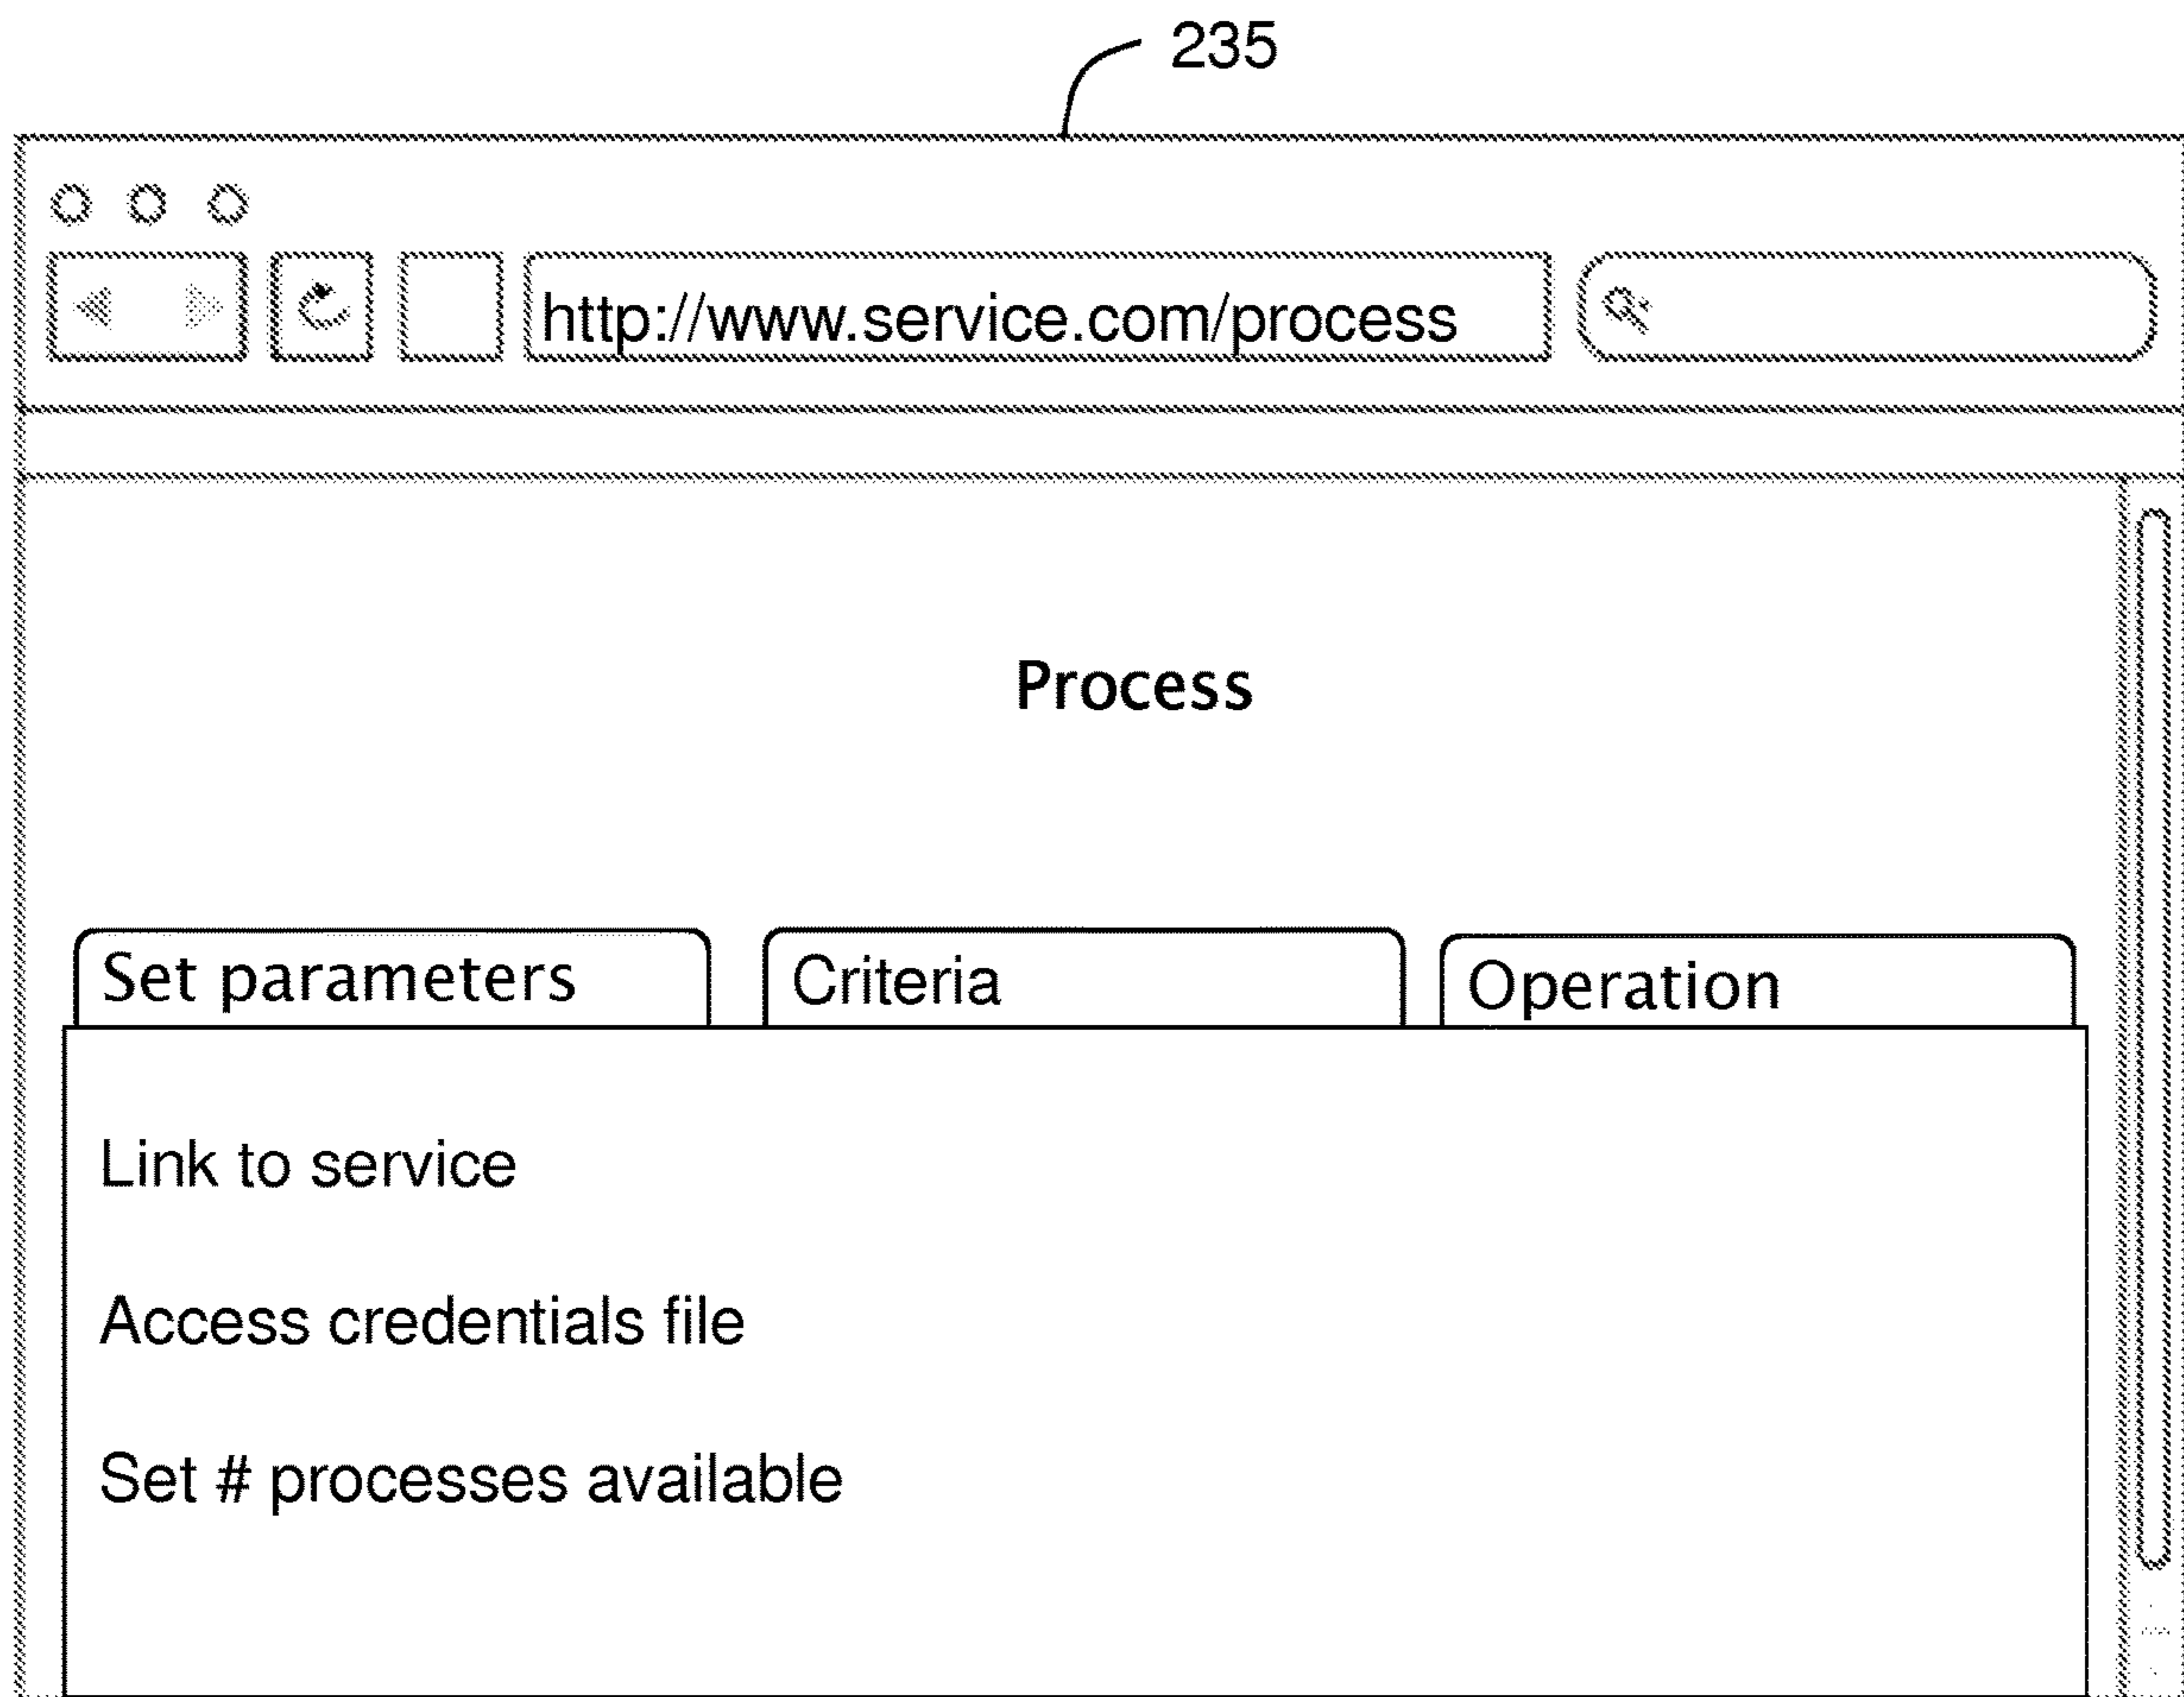 235
http://www.service.com/process
Process
Set parameters
Criteria
Operation
Link to service
Access credentials file
Set # processes available